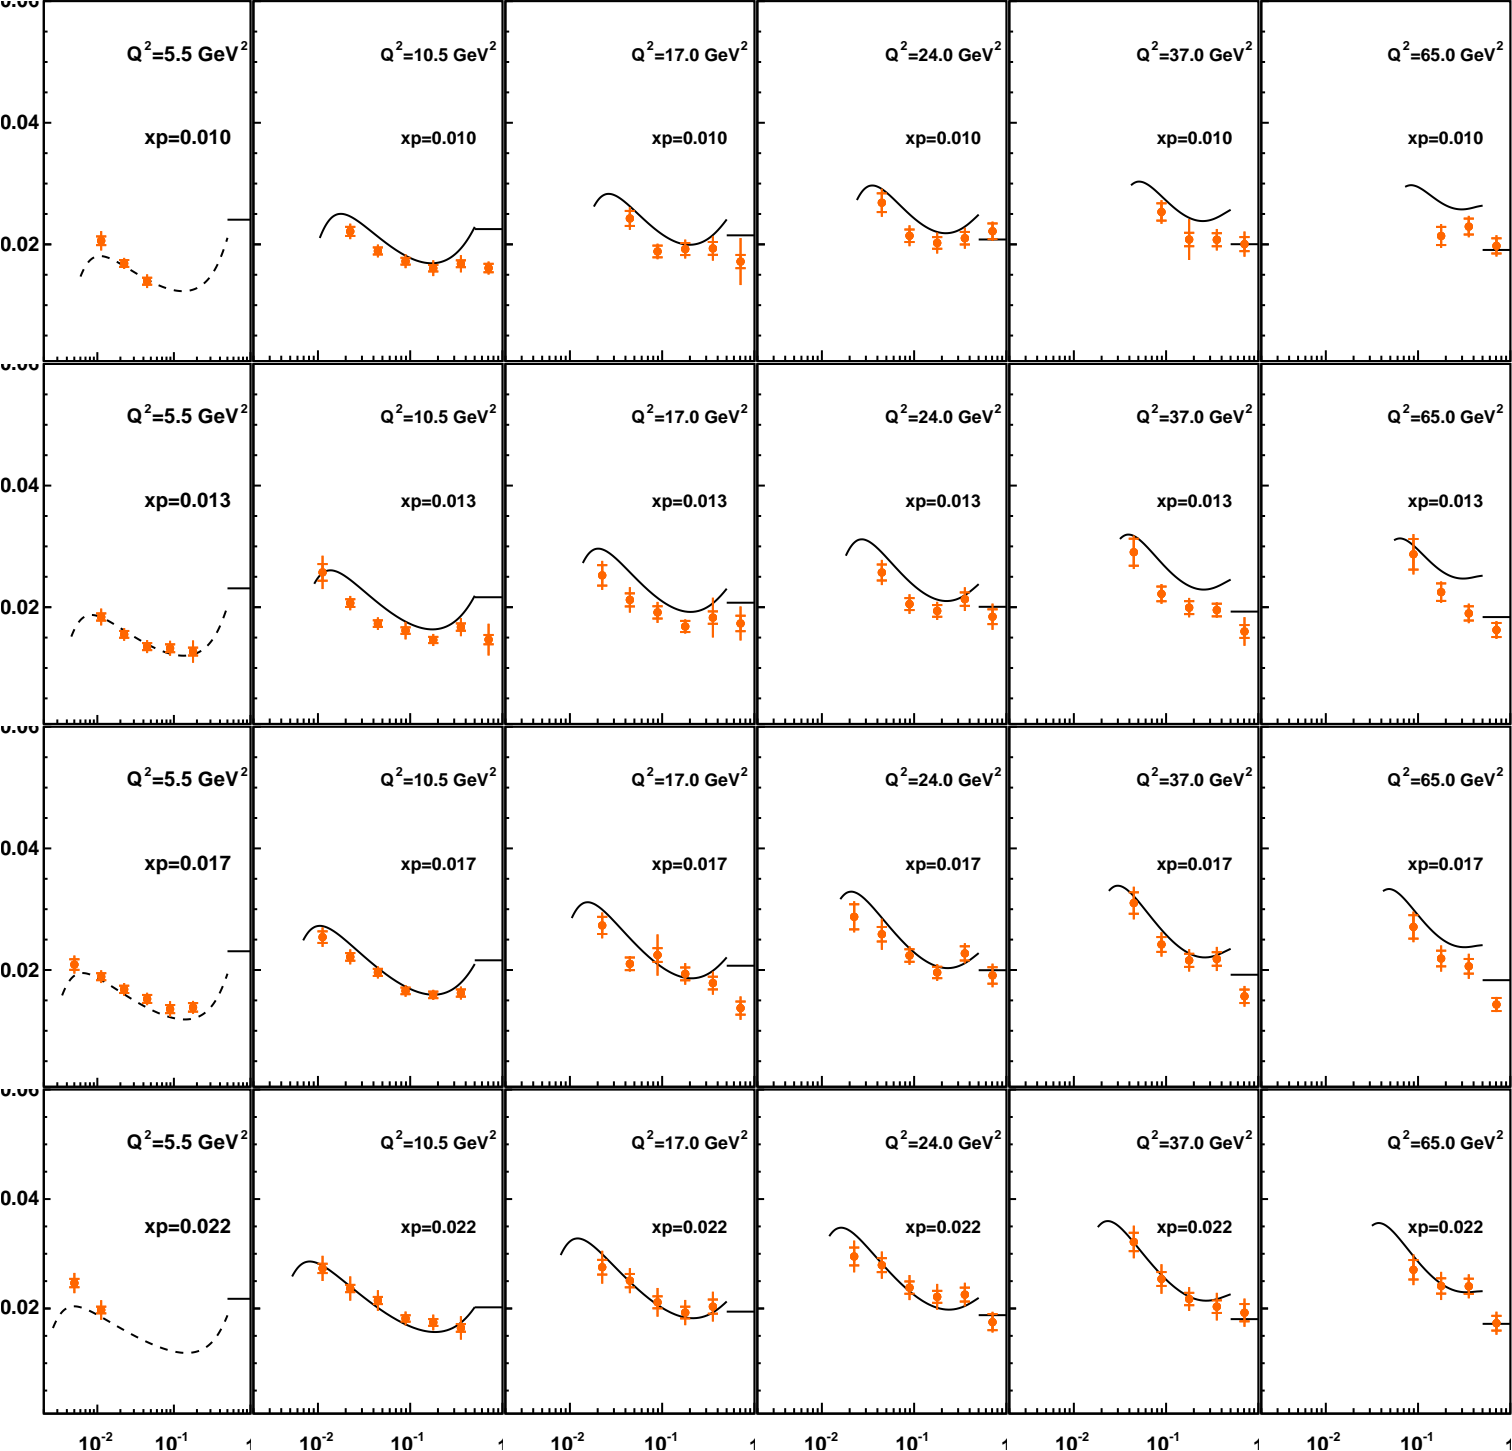 0.06
Q²=5.5 GeV² Q²=10.5 GeV² Q²=17.0 GeV² Q²=24.0 GeV² Q²=37.0 GeV² Q²=65.0 GeV²
0.04
xp=0.010 xp=0.010 xp=0.010 xp=0.010 xp=0.010 xp=0.010
0.02
0.06
Q²=5.5 GeV² Q²=10.5 GeV² Q²=17.0 GeV² Q²=24.0 GeV² Q²=37.0 GeV² Q²=65.0 GeV²
0.04
xp=0.013 xp=0.013 xp=0.013 xp=0.013 xp=0.013 xp=0.013
0.02
0.06
Q²=5.5 GeV² Q²=10.5 GeV² Q²=17.0 GeV² Q²=24.0 GeV² Q²=37.0 GeV² Q²=65.0 GeV²
0.04
xp=0.017 xp=0.017 xp=0.017 xp=0.017 xp=0.017 xp=0.017
0.02
0.06
Q²=5.5 GeV² Q²=10.5 GeV² Q²=17.0 GeV² Q²=24.0 GeV² Q²=37.0 GeV² Q²=65.0 GeV²
0.04
xp=0.022 xp=0.022 xp=0.022 xp=0.022 xp=0.022 xp=0.022
0.02
10⁻² 10⁻¹ 1 10⁻² 10⁻¹ 1 10⁻² 10⁻¹ 1 10⁻² 10⁻¹ 1 10⁻² 10⁻¹ 1 10⁻² 10⁻¹ 1